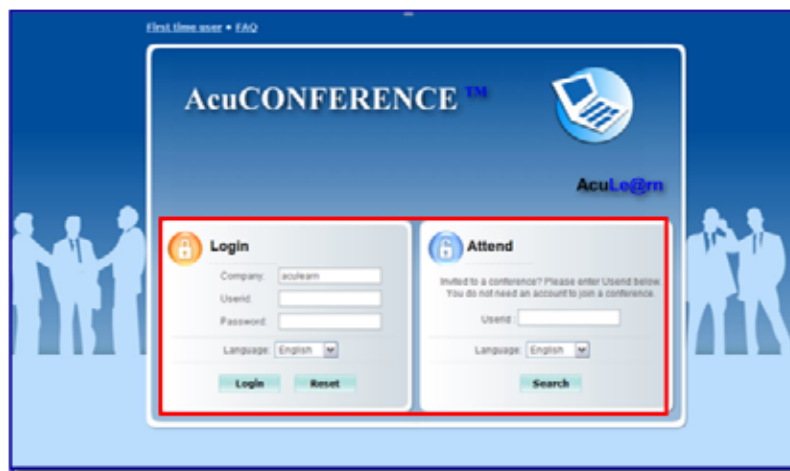 First time user • FAQ
AcuCONFERENCE ™
AcuLe@rn
Login
Company: aculearn
Userid:
Password:
Language: English
Login Reset
Attend
Invited to a conference? Please enter Userid below.
You do not need an account to join a conference.
Userid :
Language: English
Search